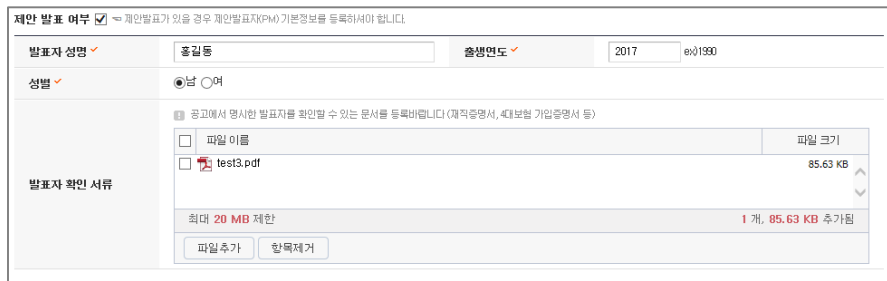 제안 발표 여부 ☜ 제안발표가 있을 경우 제안발표자(PM) 기본정보를 등록하셔야 합니다.
발표자 성명 홍길동 출생연도 2017 ex)1990
성별 남 여
공고에서 명시한 발표자를 확인할 수 있는 문서를 등록바랍니다 (재직증명서, 4대보험 가입증명서 등)
파일 이름 파일 크기
test3.pdf 85.63 KB
발표자 확인 서류
최대 20 MB 제한 1 개, 85.63 KB 추가됨
파일추가 항목제거